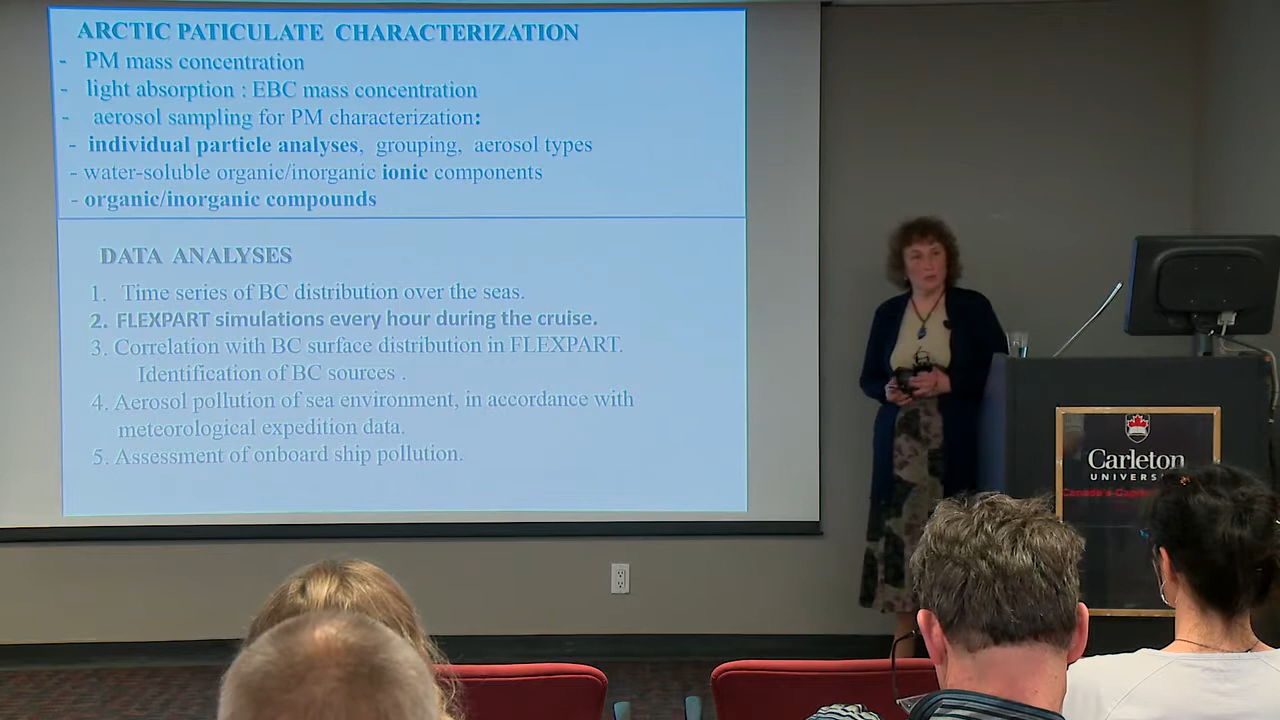 ARCTIC PATICULATE CHARACTERIZATION
- PM mass concentration
- light absorption : EBC mass concentration
- aerosol sampling for PM characterization:
- individual particle analyses, grouping, aerosol types
- water-soluble organic/inorganic ionic components
- organic/inorganic compounds
DATA ANALYSES
1. Time series of BC distribution over the seas.
2. FLEXPART simulations every hour during the cruise.
3. Correlation with BC surface distribution in FLEXPART.
Identification of BC sources .
4. Aerosol pollution of sea environment, in accordance with
meteorological expedition data.
5. Assessment of onboard ship pollution.
Carleton
UNIVERS
Canada's Cap